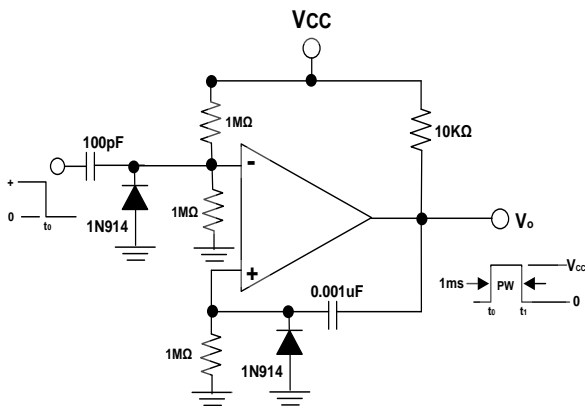 VCC
1MΩ
10KΩ
100pF
-
+
0
t0
1N914
1MΩ
Vo
+
0.001uF
VCC
1ms
PW
0
t0
t1
1MΩ
1N914